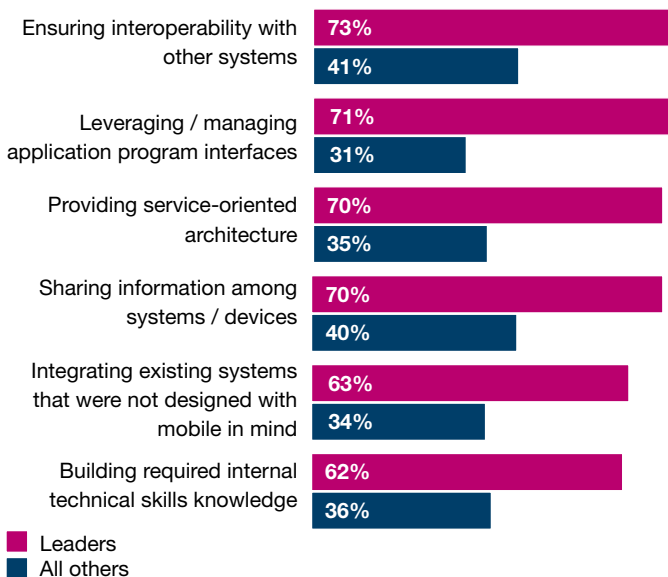 Ensuring interoperability with
other systems
73%
41%
Leveraging / managing
application program interfaces
71%
31%
Providing service-oriented
architecture
70%
35%
Sharing information among
systems / devices
70%
40%
Integrating existing systems
that were not designed with
mobile in mind
63%
34%
Building required internal
technical skills knowledge
62%
36%
Leaders
All others